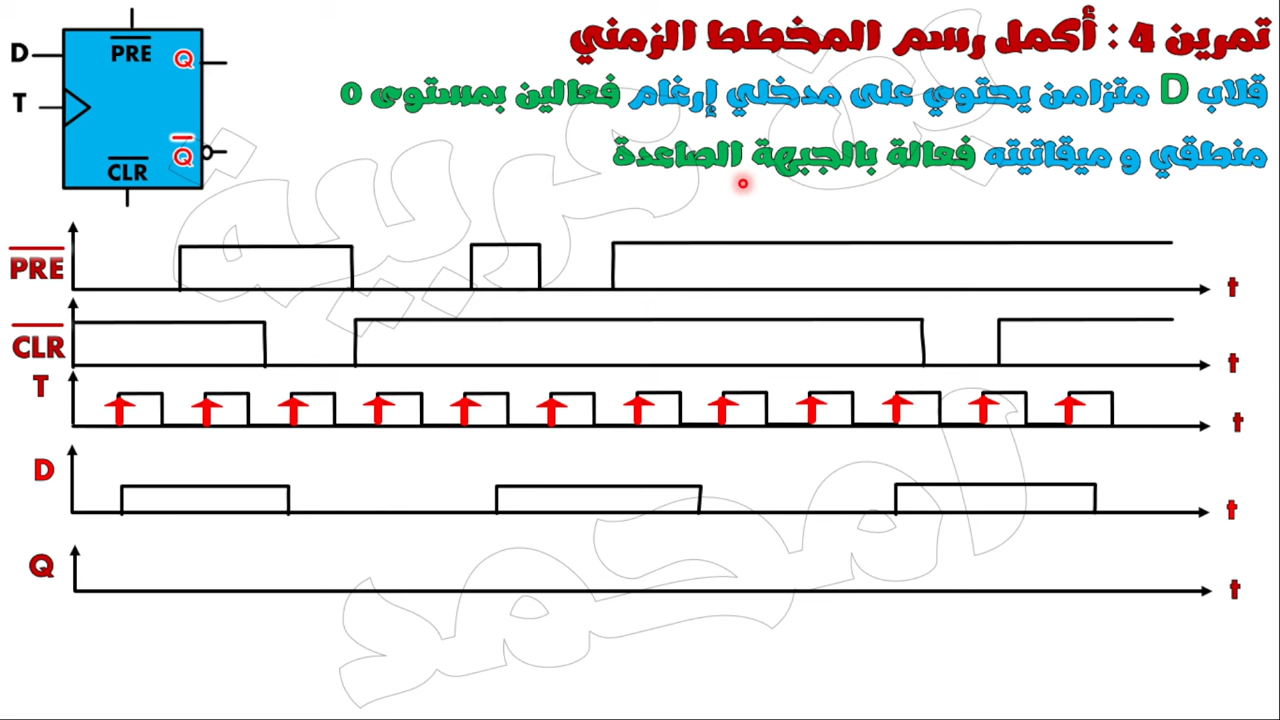 تمرين 4 : أكمل رسم المخطط الزمني
قلاب D متزامن يحتوي على مدخلي إرغام فعالين بمستوى 0
منطقي و ميقاتيته فعالة بالجبهة الصاعدة
D
T
PRE
Q
Q
CLR
PRE
t
CLR
t
T
t
D
t
Q
t